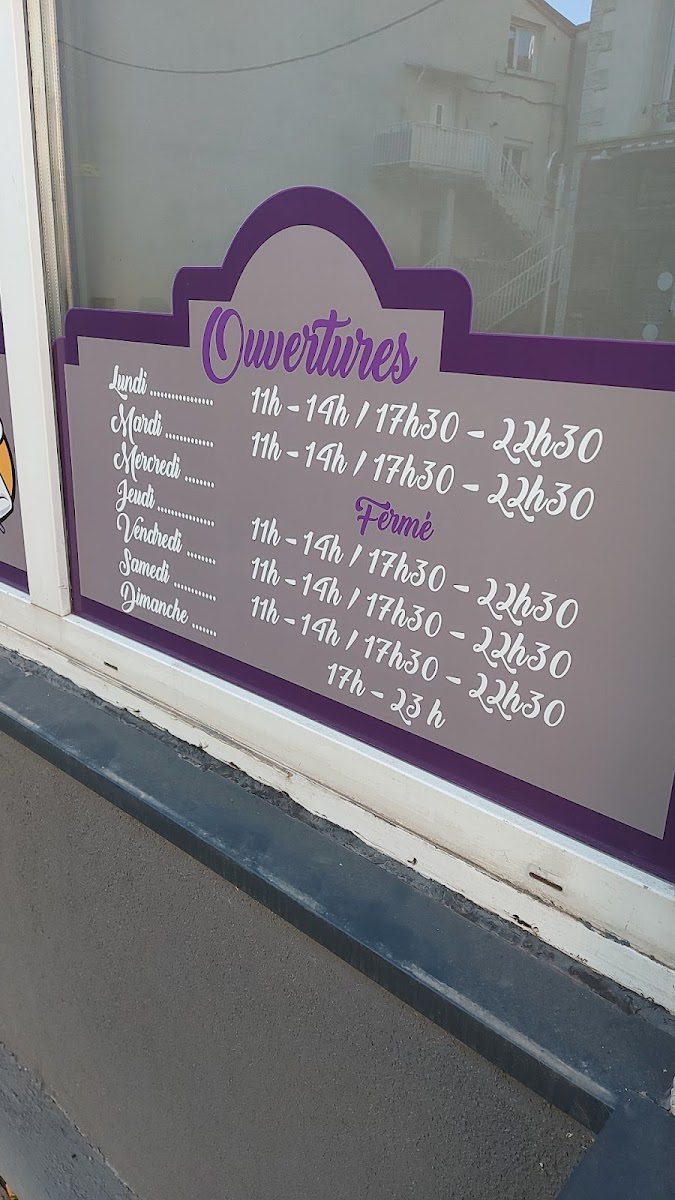 Ouvertures
Lundi ................ 11h - 14h / 17h30 - 22h30
Mardi ............ 11h - 14h / 17h30 - 22h30
Mercredi ....... Fermé
Jeudi .............. 11h - 14h / 17h30 - 22h30
Vendredi ....... 11h - 14h / 17h30 - 22h30
Samedi .......... 11h - 14h / 17h30 - 22h30
Dimanche ...... 17h - 23 h